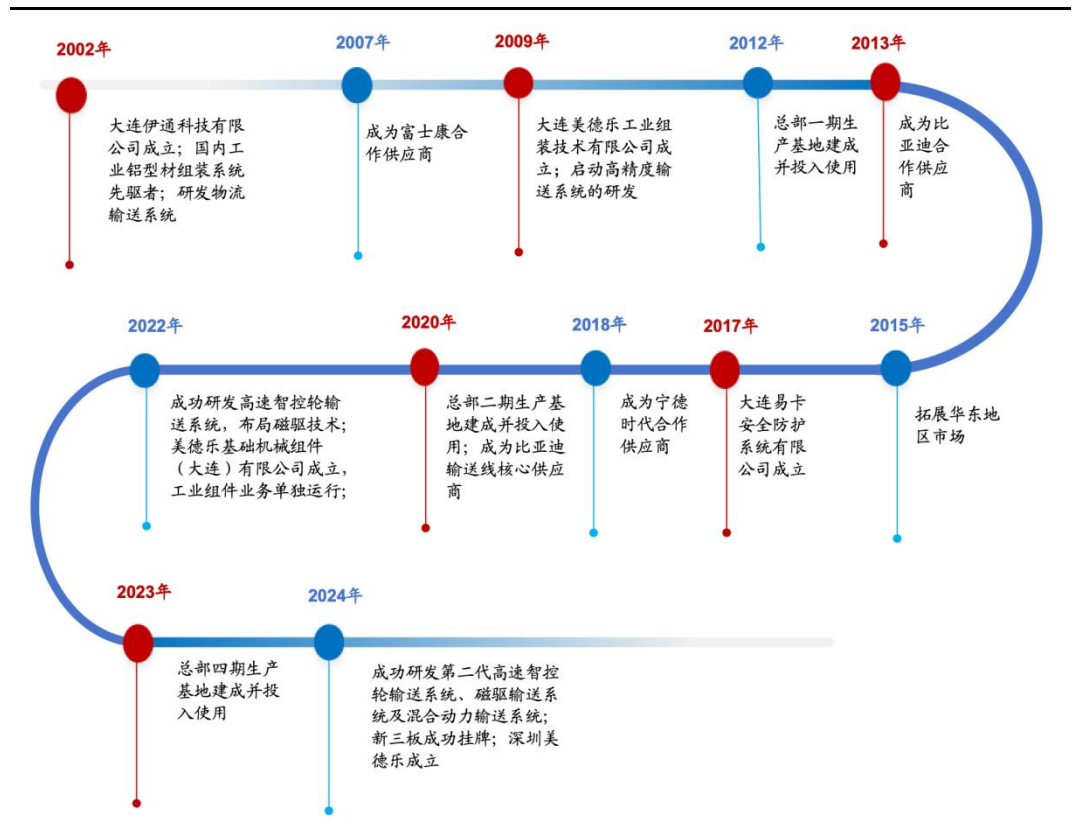 2002年
大连伊通科技有限
公司成立；国内工
业铝型材组装系统
先驱者；研发物流
输送系统
2007年
成为富士康合
作供应商
2009年
大连美德乐工业组
装技术有限公司成
立；启动高精度输
送系统的研发
2012年
总部一期生
产基地建成
并投入使用
2013年
成为比
亚迪合
作供应
商
2015年
拓展华东地
区市场
2017年
大连易卡
安全防护
系统有限
公司成立
2018年
成为宁德
时代合作
供应商
2020年
总部二期生产基
地建成并投入使
用；成为比亚迪
输送线核心供应
商
2022年
成功研发高速智控轮输
送系统，布局磁驱技术；
美德乐基础机械组件
（大连）有限公司成立，
工业组件业务单独运行；
2023年
总部四期生产
基地建成并投
入使用
2024年
成功研发第二代高速智控
轮输送系统、磁驱输送系
统及混合动力输送系统；
新三板成功挂牌；深圳美
德乐成立